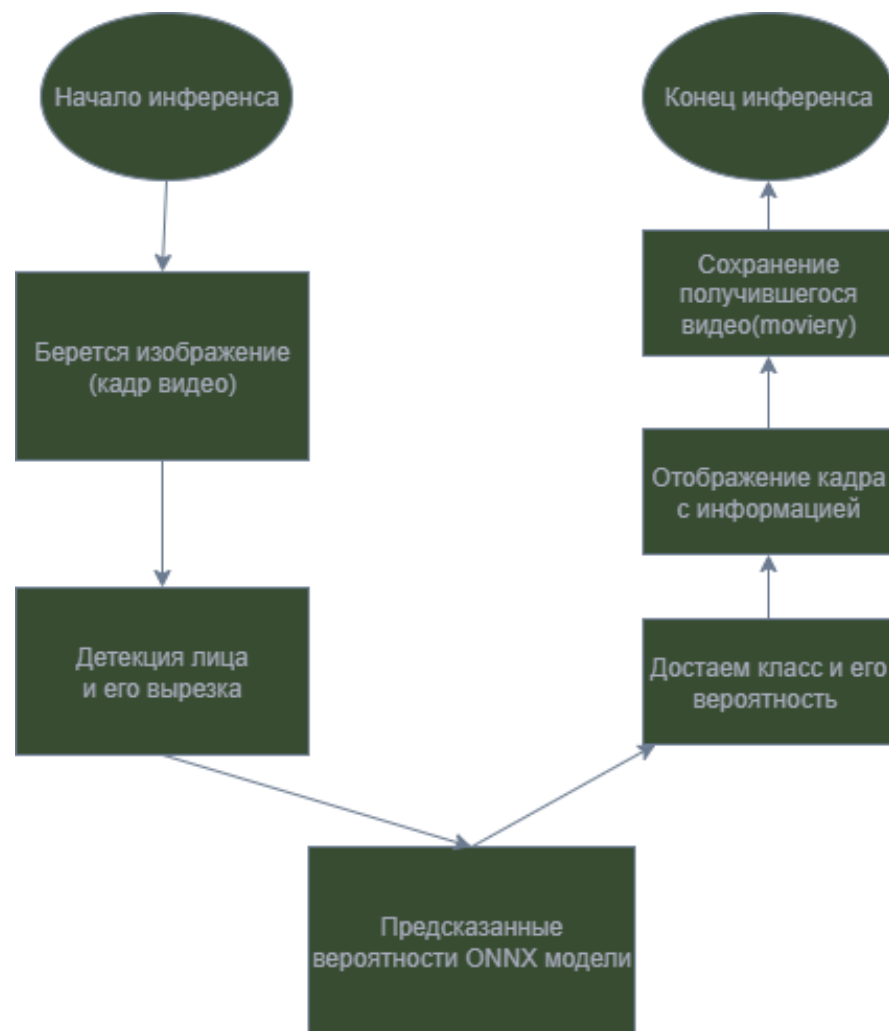 Начало инференса
Берется изображение
(кадр видео)
Детекция лица
и его вырезка
Предсказанные
вероятности ONNX модели
Достаем класс и его
вероятность
Отображение кадра
с информацией
Сохранение
получившегося
видео(moviery)
Конец инференса